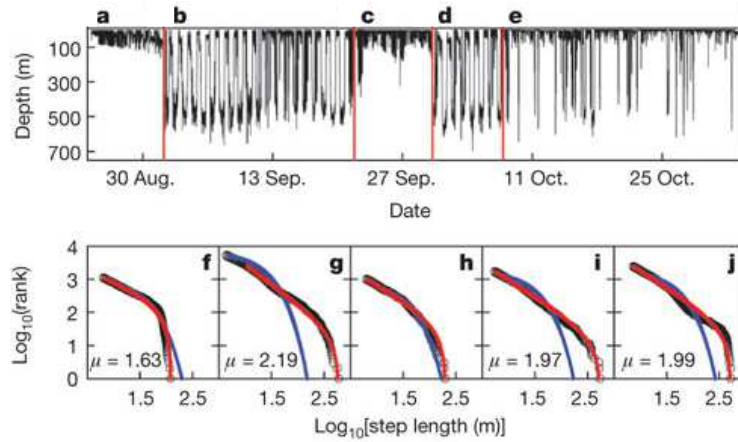 a b c d e
Depth (m)
100
300
500
700
30 Aug. 13 Sep. 27 Sep. 11 Oct. 25 Oct.
Date
f g h i j
Log10(rank)
4
3
2
1
0
μ = 1.63 μ = 2.19 μ = 1.97 μ = 1.99
1.5 2.5 1.5 2.5 1.5 2.5 1.5 2.5 1.5 2.5
Log10[step length (m)]